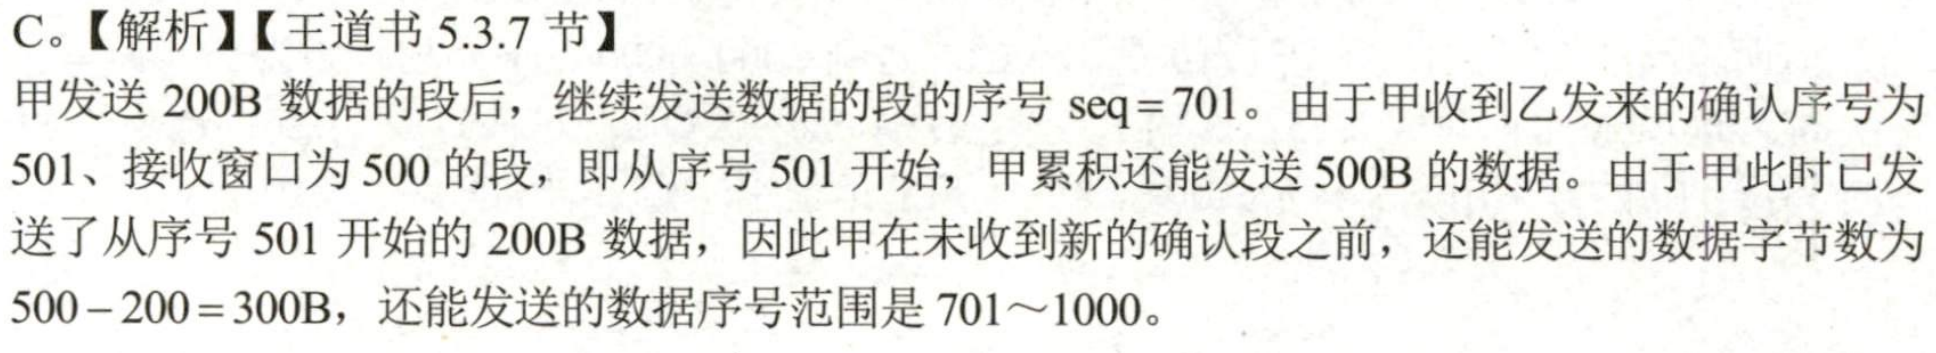 C。【解析】【王道书 5.3.7 节】
甲发送 200B 数据的段后，继续发送数据的段的序号 seq=701。由于甲收到乙发来的确认序号为
501、接收窗口为 500 的段，即从序号 501 开始，甲累积还能发送 500B 的数据。由于甲此时已发
送了从序号 501 开始的 200B 数据，因此甲在未收到新的确认段之前，还能发送的数据字节数为
500－200=300B，还能发送的数据序号范围是 701～1000。